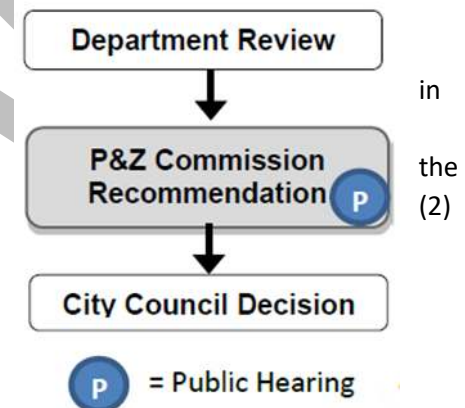 Department Review
in
P&Z Commission
the
Recommendation
P
(2)
City Council Decision
P = Public Hearing